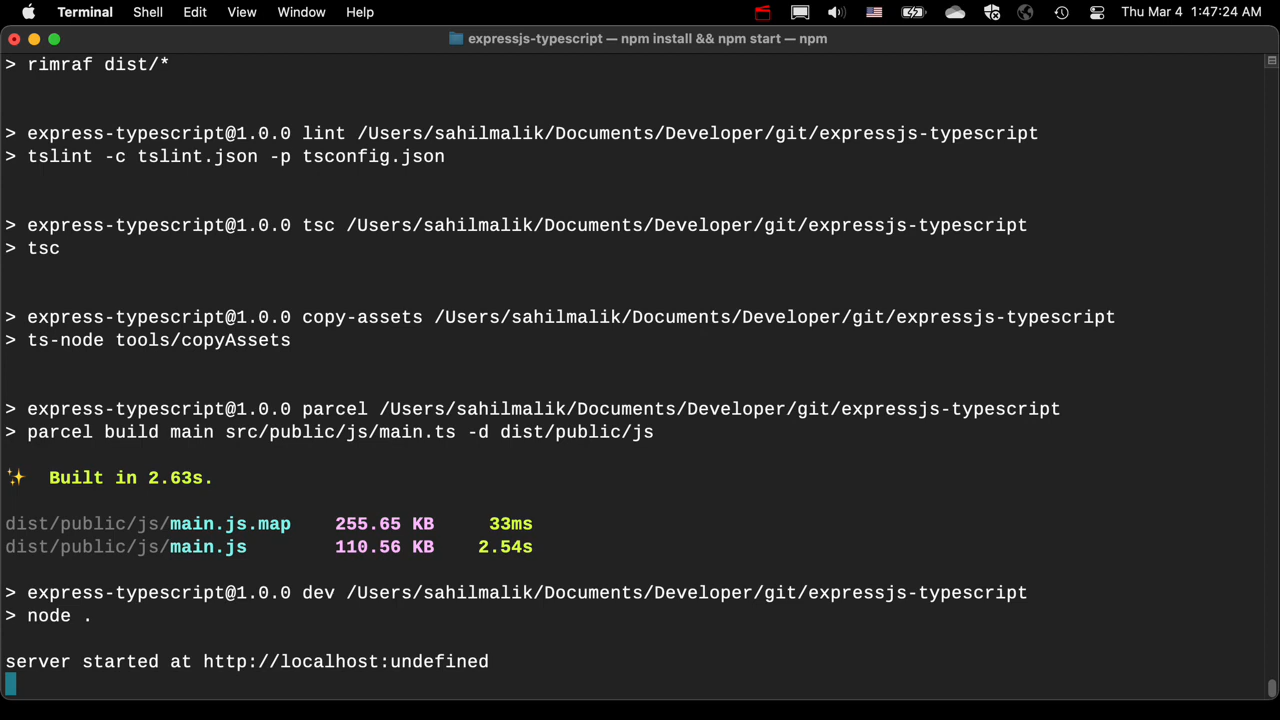 Terminal Shell Edit View Window Help Thu Mar 4 1:47:24 AM
expressjs-typescript — npm install && npm start — npm
> rimraf dist/*
> express-typescript@1.0.0 lint /Users/sahilmalik/Documents/Developer/git/expressjs-typescript
> tslint -c tslint.json -p tsconfig.json
> express-typescript@1.0.0 tsc /Users/sahilmalik/Documents/Developer/git/expressjs-typescript
> tsc
> express-typescript@1.0.0 copy-assets /Users/sahilmalik/Documents/Developer/git/expressjs-typescript
> ts-node tools/copyAssets
> express-typescript@1.0.0 parcel /Users/sahilmalik/Documents/Developer/git/expressjs-typescript
> parcel build main src/public/js/main.ts -d dist/public/js
✨ Built in 2.63s.
dist/public/js/main.js.map 255.65 KB 33ms
dist/public/js/main.js 110.56 KB 2.54s
> express-typescript@1.0.0 dev /Users/sahilmalik/Documents/Developer/git/expressjs-typescript
> node .
server started at http://localhost:undefined